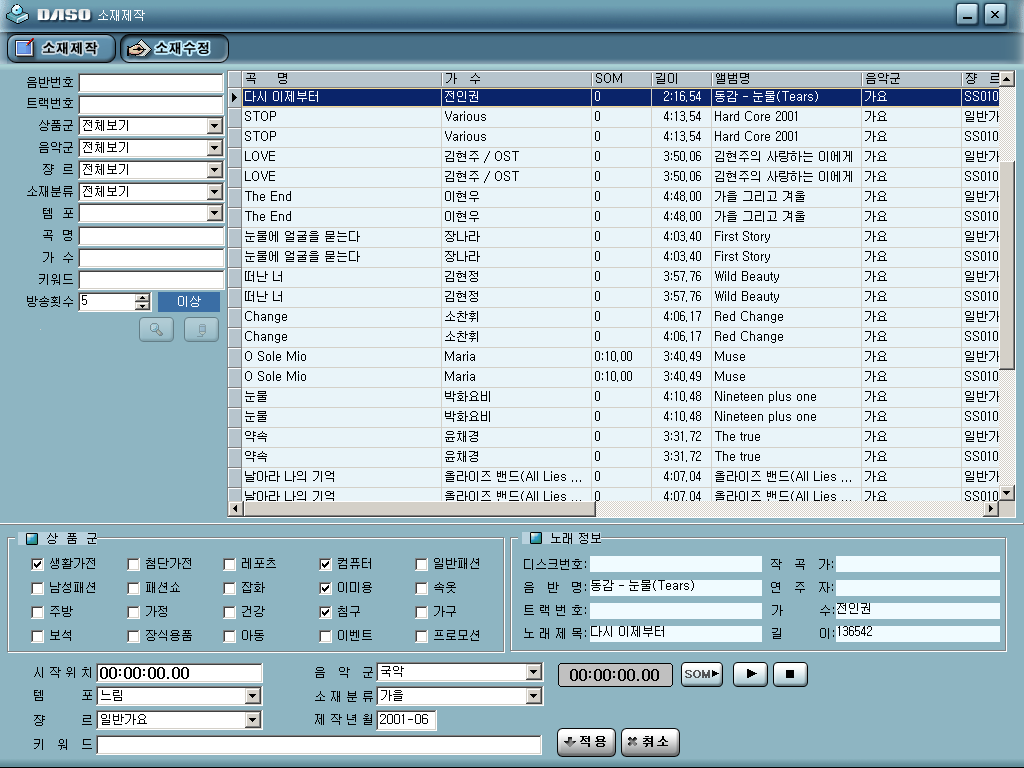 DASO 소재제작
소재제작 소재수정
음반번호
트랙번호
상품군 전체보기
음악군 전체보기
쟝 르 전체보기
소재분류 전체보기
템 포
곡 명
가 수
키워드
방송횟수 5 이상
곡 명 가 수 SOM 길이 앨범명 음악군 쟝 르
다시 이제부터 전인권 0 2:16,54 동감 - 눈물(Tears) 가요 SS010
STOP Various 0 4:13,54 Hard Core 2001 가요 일반가
STOP Various 0 4:13,54 Hard Core 2001 가요 SS010
LOVE 김현주 / OST 0 3:50,06 김현주의 사랑하는 이에게 가요 일반가
LOVE 김현주 / OST 0 3:50,06 김현주의 사랑하는 이에게 가요 SS010
The End 이현우 0 4:48,00 가을 그리고 겨울 가요 일반가
The End 이현우 0 4:48,00 가을 그리고 겨울 가요 SS010
눈물에 얼굴을 묻는다 장나라 0 4:03,40 First Story 가요 일반가
눈물에 얼굴을 묻는다 장나라 0 4:03,40 First Story 가요 SS010
떠난 너 김현정 0 3:57,76 Wild Beauty 가요 일반가
떠난 너 김현정 0 3:57,76 Wild Beauty 가요 SS010
Change 소찬휘 0 4:06,17 Red Change 가요 일반가
Change 소찬휘 0 4:06,17 Red Change 가요 SS010
O Sole Mio Maria 0:10,00 3:40,49 Muse 가요 일반가
O Sole Mio Maria 0:10,00 3:40,49 Muse 가요 SS010
눈물 박화요비 0 4:10,48 Nineteen plus one 가요 일반가
눈물 박화요비 0 4:10,48 Nineteen plus one 가요 SS010
약속 윤채경 0 3:31,72 The true 가요 일반가
약속 윤채경 0 3:31,72 The true 가요 SS010
날아라 나의 기억 올라이즈 밴드(All Lies ... 0 4:07,04 올라이즈 밴드(All Lies ... 가요 일반가
날아라 나의 기억 올라이즈 밴드(All Lies ... 0 4:07,04 올라이즈 밴드(All Lies ... 가요 SS010
상 품 군
생활가전 첨단가전 레포츠 컴퓨터 일반패션
남성패션 패션쇼 잡화 이미용 속옷
주방 가정 건강 침구 가구
보석 장식용품 아동 이벤트 프로모션
노래 정보
디스크번호: 작 곡 가:
음 반 명: 동감 - 눈물(Tears) 연 주 자:
트랙번호: 가 수: 전인권
노래제목: 다시 이제부터 길 이: 136542
시작위치 00:00:00.00 음 악 군 국악 00:00:00.00 SOM
템 포 느림 소재분류 가을
쟝 르 일반가요 제작년월 2001-06
키 워 드 적용 취소